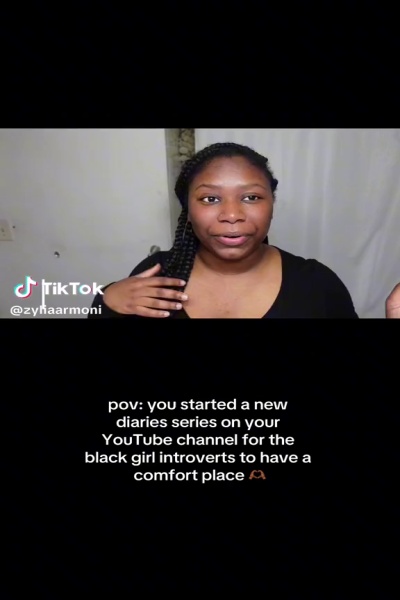 TikTok
@zyhaarmoni
pov: you started a new
diaries series on your
YouTube channel for the
black girl introverts to have a
comfort place 🫶🏾